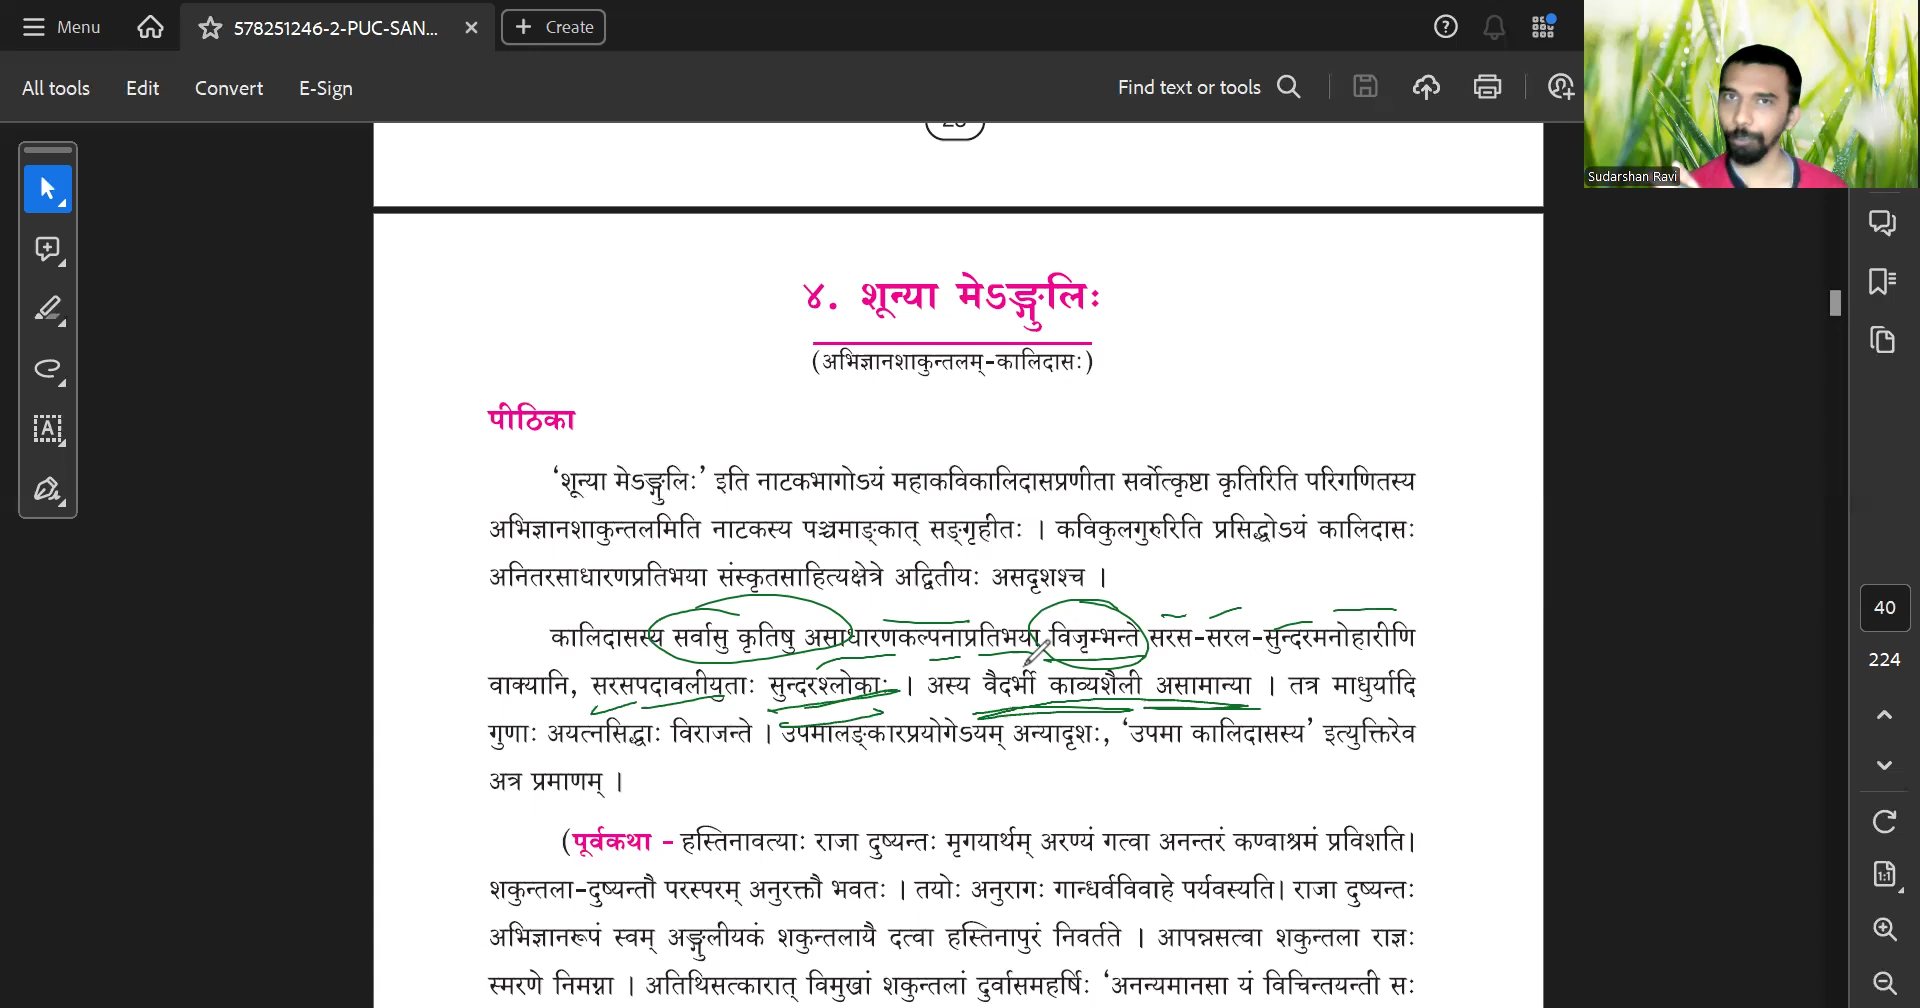 Menu
578251246-2-PUC-SAN...
Create
All tools
Edit
Convert
E-Sign
Find text or tools
Sudarshan Ravi
४. शून्या मेऽङ्गुलिः
(अभिज्ञानशाकुन्तलम्-कालिदासः)
पीठिका
‘शून्या मेऽङ्गुलिः’ इति नाटकभागोऽयं महाकविकालिदासप्रणीता सर्वोत्कृष्टा कृतिरिति परिगणितस्य
अभिज्ञानशाकुन्तलमिति नाटकस्य पञ्चमाङ्कात् सङ्गृहीतः । कविकुलगुरुरिति प्रसिद्धोऽयं कालिदासः
अनितरसाधारणप्रतिभया संस्कृतसाहित्यक्षेत्रे अद्वितीयः असदृशश्च ।
कालिदासस्य सर्वासु कृतिषु असाधारणकल्पनाप्रतिभया विजृम्भन्ते सरस-सरल-सुन्दरमनोहारीणि
वाक्यानि, सरसपदावलीयुताः सुन्दरश्लोकाः । अस्य वैदर्भी काव्यशैली असामान्या । तत्र माधुर्यादि
गुणाः अयत्नसिद्धाः विराजन्ते । उपमालङ्कारप्रयोगेऽयम् अन्यादृशः, ‘उपमा कालिदासस्य’ इत्युक्तिरेव
अत्र प्रमाणम् ।
(पूर्वकथा - हस्तिनावत्याः राजा दुष्यन्तः मृगयार्थम् अरण्यं गत्वा अनन्तरं कण्वाश्रमं प्रविशति।
शकुन्तला-दुष्यन्तौ परस्परम् अनुरक्तौ भवतः । तयोः अनुरागः गान्धर्वविवाहे पर्यवस्यति। राजा दुष्यन्तः
अभिज्ञानरूपं स्वम् अङ्गुलीयकं शकुन्तलायै दत्वा हस्तिनापुरं निवर्तते । आपन्नसत्वा शकुन्तला राज्ञः
स्मरणे निमग्ना । अतिथिसत्कारात् विमुखां शकुन्तलां दुर्वासमहर्षिः ‘अनन्यमानसा यं विचिन्तयन्ती सः
40
224
1:1